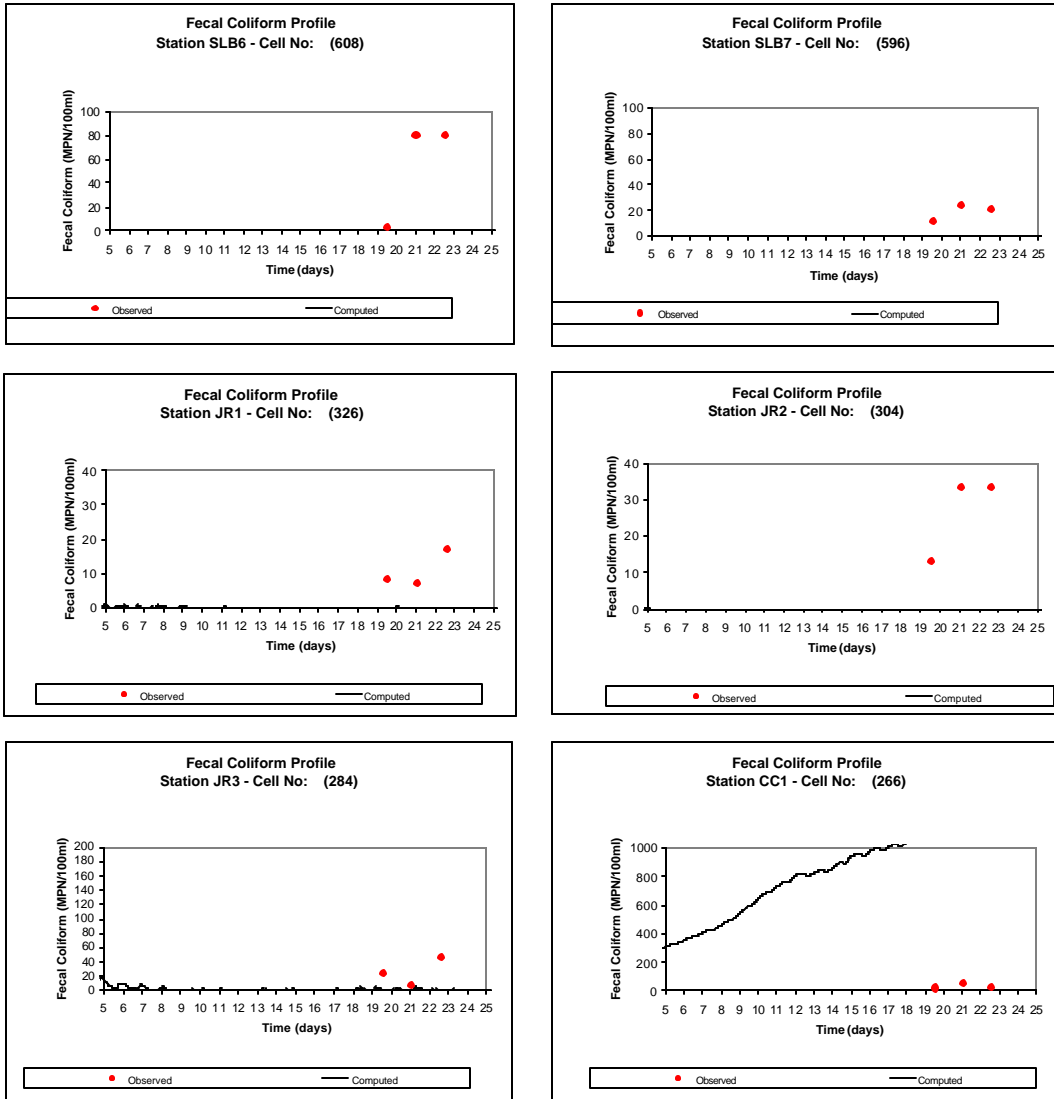 Fecal Coliform Profile
Station SLB6 - Cell No: (608)
Fecal Coliform (MPN/100ml)
100
80
60
40
20
0
5 6 7 8 9 10 11 12 13 14 15 16 17 18 19 20 21 22 23 24 25
Time (days)
Observed Computed
Fecal Coliform Profile
Station SLB7 - Cell No: (596)
Fecal Coliform (MPN/100ml)
100
80
60
40
20
0
5 6 7 8 9 10 11 12 13 14 15 16 17 18 19 20 21 22 23 24 25
Time (days)
Observed Computed
Fecal Coliform Profile
Station JR1 - Cell No: (326)
Fecal Coliform (MPN/100ml)
40
30
20
10
0
5 6 7 8 9 10 11 12 13 14 15 16 17 18 19 20 21 22 23 24 25
Time (days)
Observed Computed
Fecal Coliform Profile
Station JR2 - Cell No: (304)
Fecal Coliform (MPN/100ml)
40
30
20
10
0
5 6 7 8 9 10 11 12 13 14 15 16 17 18 19 20 21 22 23 24 25
Time (days)
Observed Computed
Fecal Coliform Profile
Station JR3 - Cell No: (284)
Fecal Coliform (MPN/100ml)
200
180
160
140
120
100
80
60
40
20
0
5 6 7 8 9 10 11 12 13 14 15 16 17 18 19 20 21 22 23 24 25
Time (days)
Observed Computed
Fecal Coliform Profile
Station CC1 - Cell No: (266)
Fecal Coliform (MPN/100ml)
1000
800
600
400
200
0
5 6 7 8 9 10 11 12 13 14 15 16 17 18 19 20 21 22 23 24 25
Time (days)
Observed Computed